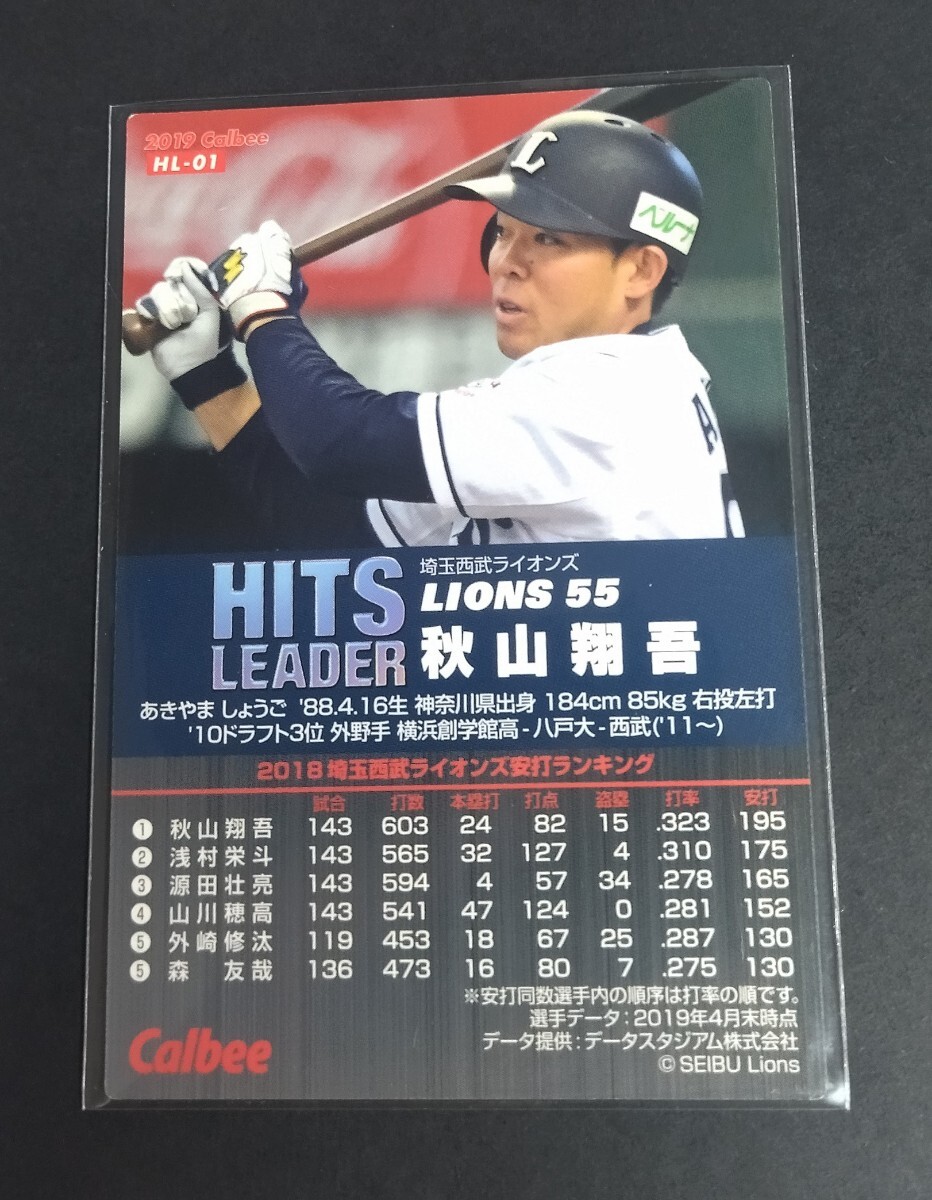 2019 Calbee
HL-01
L
ベルーナ
A
HITS
LEADER
埼玉西武ライオンズ
LIONS 55
秋山翔吾
あきやま しょうご '88.4.16生 神奈川県出身 184cm 85kg 右投左打
'10ドラフト3位 外野手 横浜創学館高-八戸大-西武('11〜)
2018 埼玉西武ライオンズ安打ランキング
試合 打数 本塁打 打点 盗塁 打率 安打
❶ 秋山翔吾 143 603 24 82 15 .323 195
❷ 浅村栄斗 143 565 32 127 4 .310 175
❸ 源田壮亮 143 594 4 57 34 .278 165
❹ 山川穂高 143 541 47 124 0 .281 152
❺ 外崎修汰 119 453 18 67 25 .287 130
❺ 森 友哉 136 473 16 80 7 .275 130
※安打同数選手内の順序は打率の順です。
選手データ:2019年4月末時点
データ提供:データスタジアム株式会社
Calbee
© SEIBU Lions